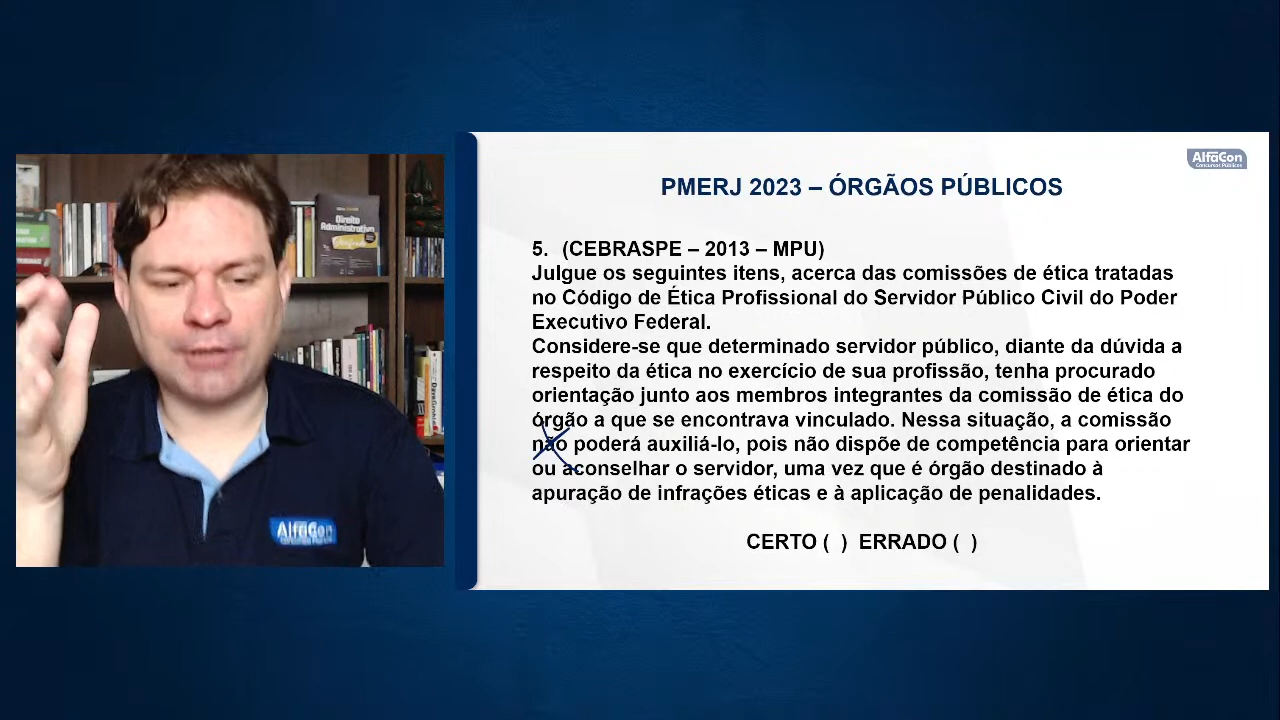 AlfaCon
Concursos Públicos
PMERJ 2023 – ÓRGÃOS PÚBLICOS
5. (CEBRASPE – 2013 – MPU)
Julgue os seguintes itens, acerca das comissões de ética tratadas
no Código de Ética Profissional do Servidor Público Civil do Poder
Executivo Federal.
Considere-se que determinado servidor público, diante da dúvida a
respeito da ética no exercício de sua profissão, tenha procurado
orientação junto aos membros integrantes da comissão de ética do
órgão a que se encontrava vinculado. Nessa situação, a comissão
não poderá auxiliá-lo, pois não dispõe de competência para orientar
ou aconselhar o servidor, uma vez que é órgão destinado à
apuração de infrações éticas e à aplicação de penalidades.
CERTO ( ) ERRADO ( )
Direito
Administrativo
AlfaCon